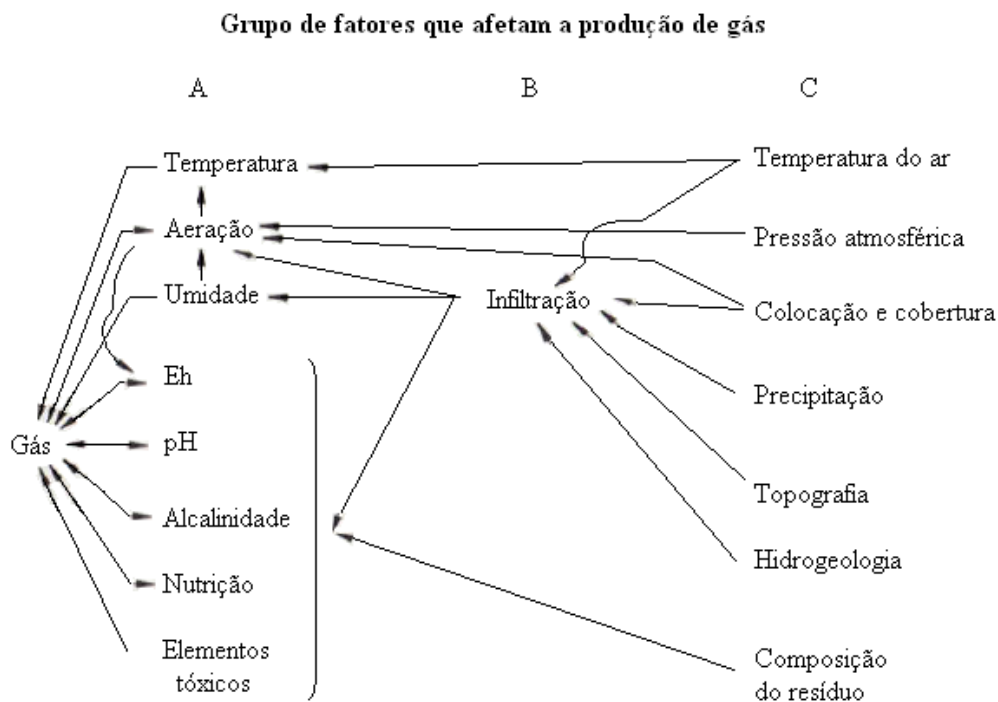 Grupo de fatores que afetam a produção de gás
A B C
Temperatura Temperatura do ar
Aeração Pressão atmosférica
Umidade Infiltração Colocação e cobertura
Eh Precipitação
Gás pH
Alcalinidade Topografia
Nutrição Hidrogeologia
Elementos Composição
tóxicos do resíduo